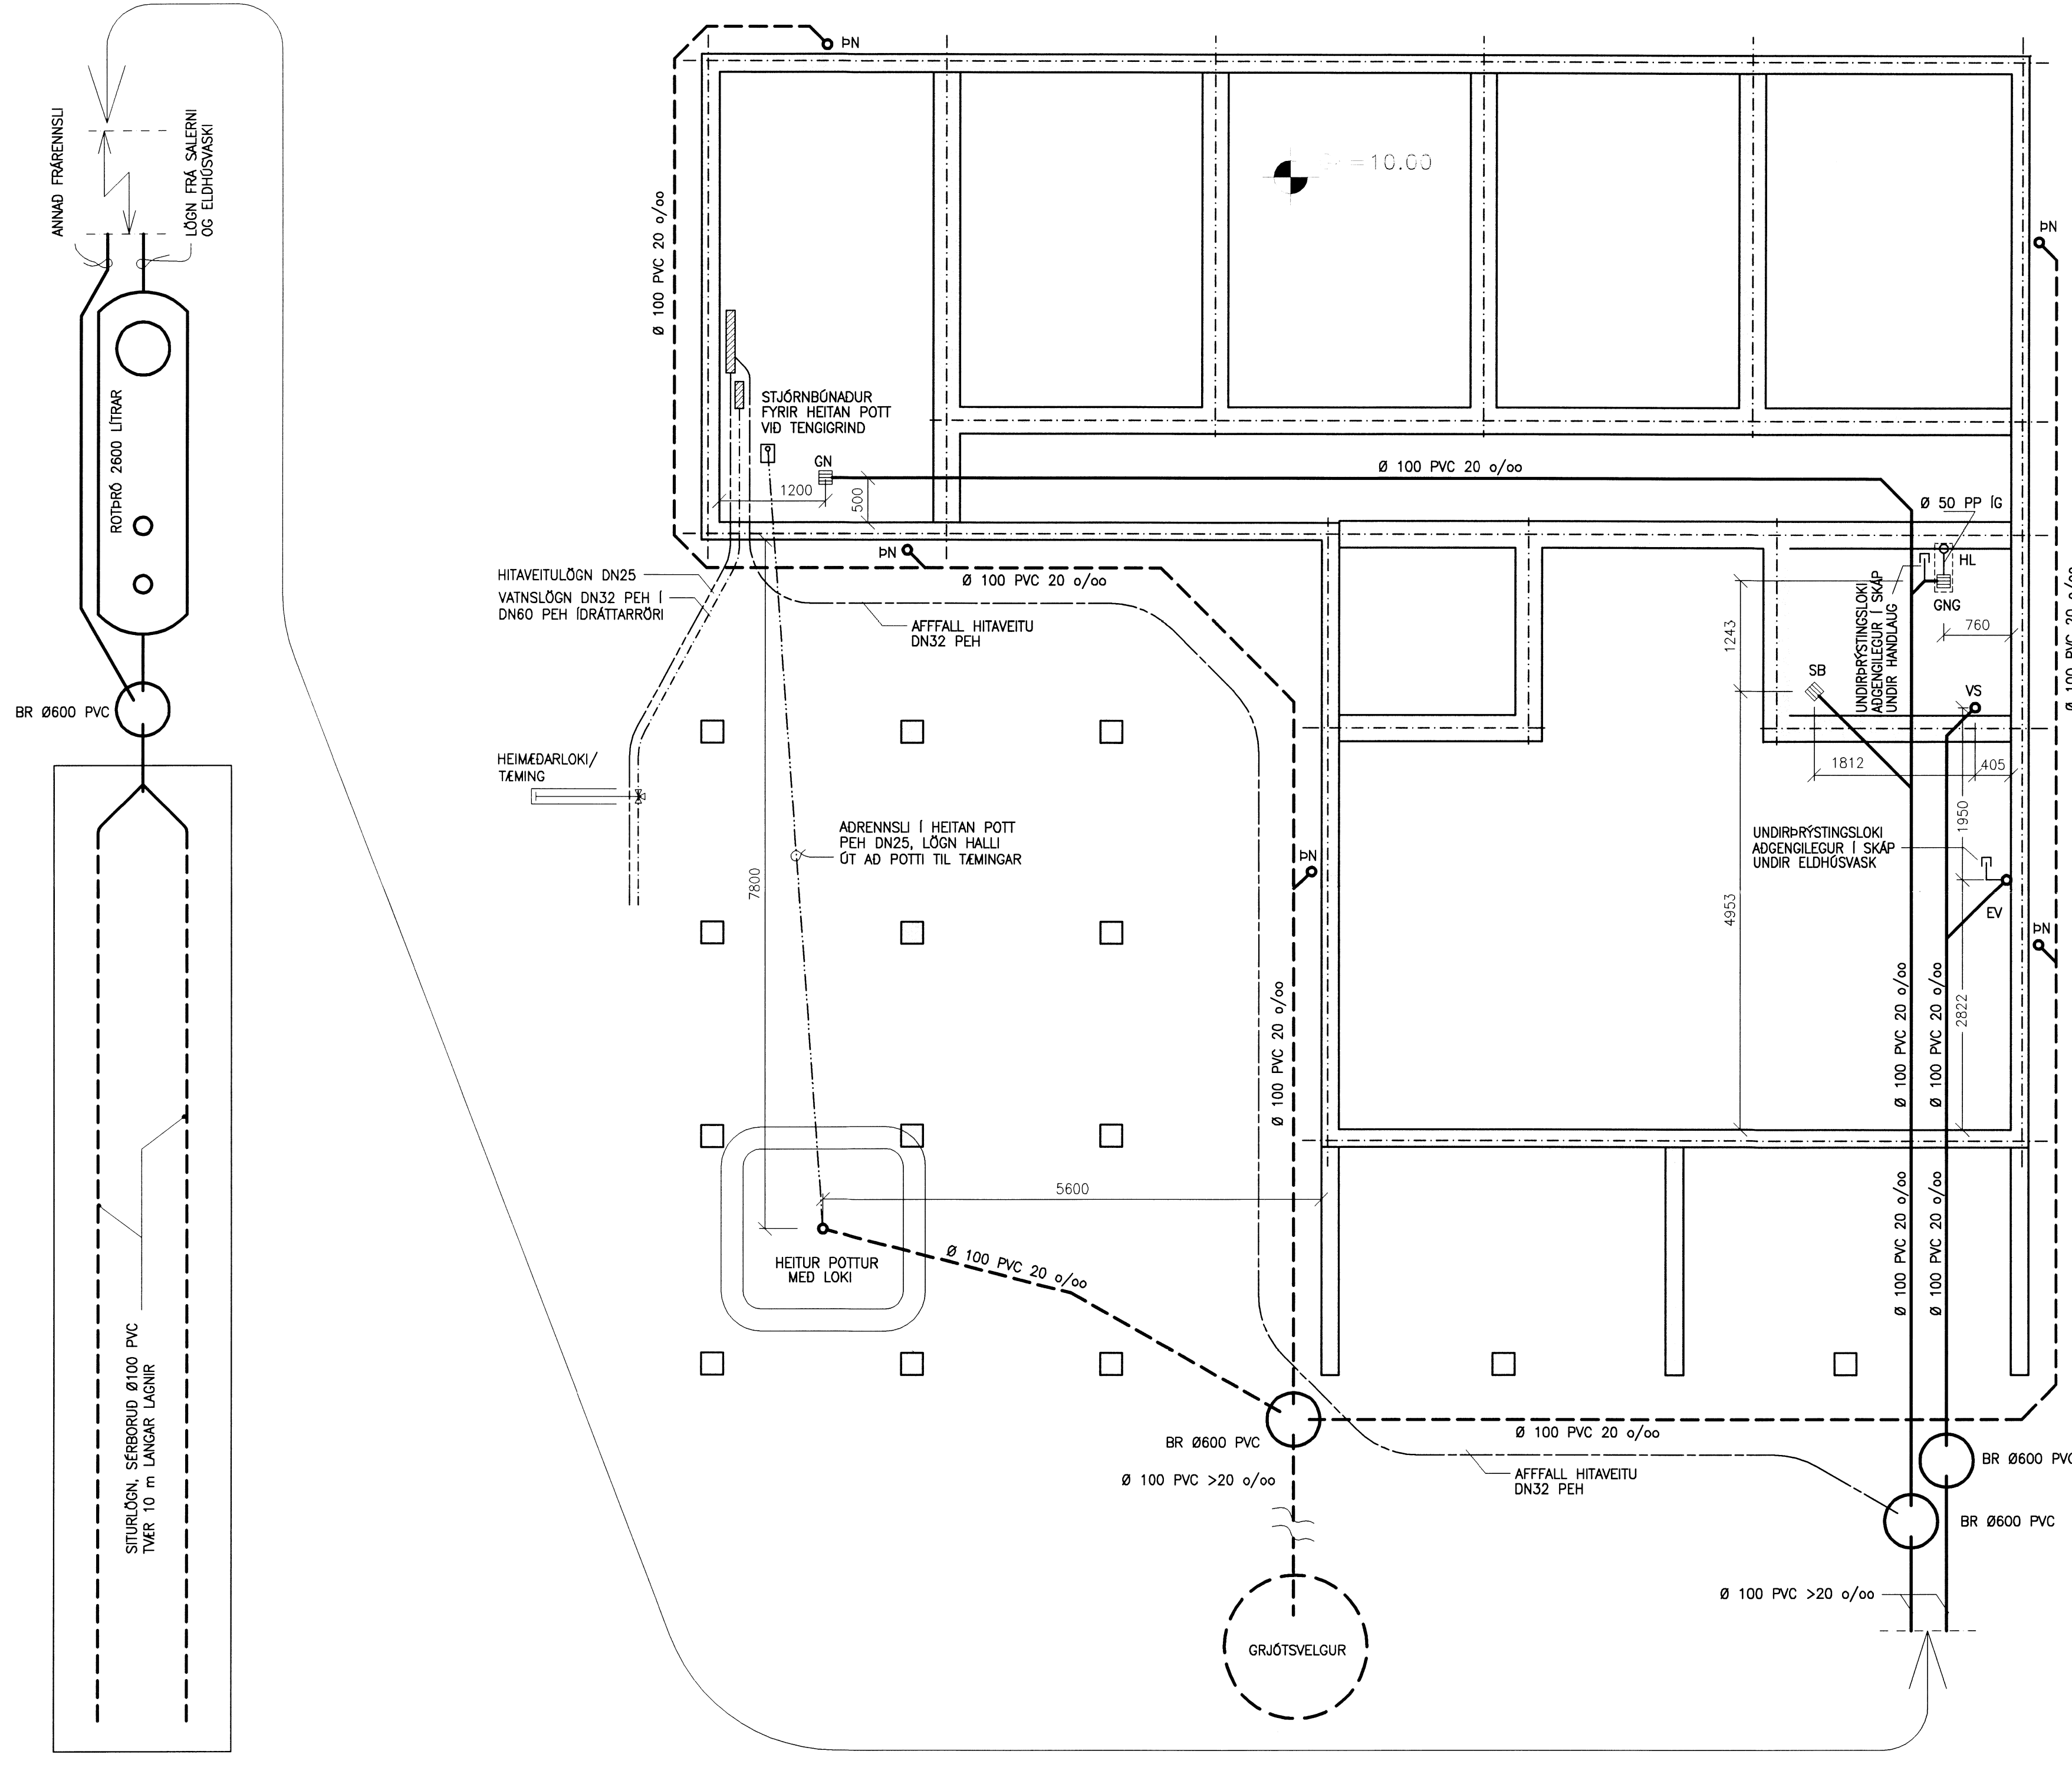 ANNAÐ FRÁRENNSLI
LÖGN FRÁ SALERNI
OG ELDHÚSVASKI
ROTÞRÓ 2600 LÍTRAR
BR Ø600 PVC
SITURLÖGN, SÉRBORUÐ Ø100 PVC
TVÆR 10 m LANGAR LAGNIR
ÞN
Ø 100 PVC 20 o/oo
=10.00
ÞN
STJÓRNBÚNAÐUR
FYRIR HEITAN POTT
VIÐ TENGIGRIND
GN
1200
500
Ø 100 PVC 20 o/oo
Ø 50 PP ÍG
HL
GNG
760
UNDIRÞRÝSTINGSLOKI
AÐGENGILEGUR Í SKÁP
UNDIR HANDLAUG
Ø 100 PVC 20 o/oo
ÞN
Ø 100 PVC 20 o/oo
HITAVEITULÖGN DN25
VATNSLÖGN DN32 PEH Í
DN60 PEH ÍDRÁTTARRÖRI
AFFFALL HITAVEITU
DN32 PEH
1243
SB
VS
1812
405
1950
HEIMÆÐARLOKI/
TÆMING
AÐRENNSLI Í HEITAN POTT
PEH DN25, LÖGN HALLI
ÚT AÐ POTTI TIL TÆMINGAR
7800
ÞN
UNDIRÞRÝSTINGSLOKI
AÐGENGILEGUR Í SKÁP
UNDIR ELDHÚSVASK
EV
4953
ÞN
2822
Ø 100 PVC 20 o/oo
Ø 100 PVC 20 o/oo
Ø 100 PVC 20 o/oo
5600
Ø 100 PVC 20 o/oo
Ø 100 PVC 20 o/oo
HEITUR POTTUR
MEÐ LOKI
Ø 100 PVC 20 o/oo
BR Ø600 PVC
Ø 100 PVC 20 o/oo
Ø 100 PVC >20 o/oo
AFFFALL HITAVEITU
DN32 PEH
BR Ø600 PVC
BR Ø600 PVC
Ø 100 PVC >20 o/oo
GRJÓTSVELGUR